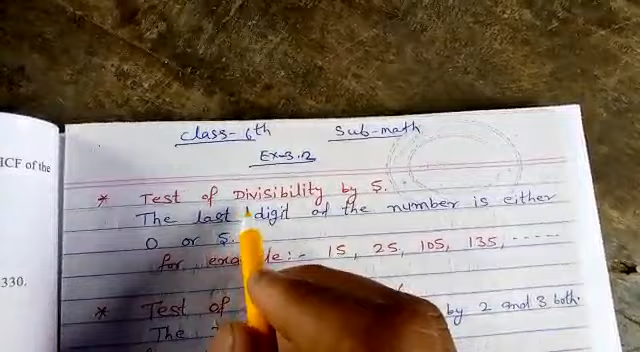 class-6th Sub-math
Ex-3.2
ICF of the
* Test of Divisibility by 5.
The last digit of the number is either
0 or 5.
for :- 15, 25, 105, 135, -----
330.
* Test of by 2 and 3 both.
The